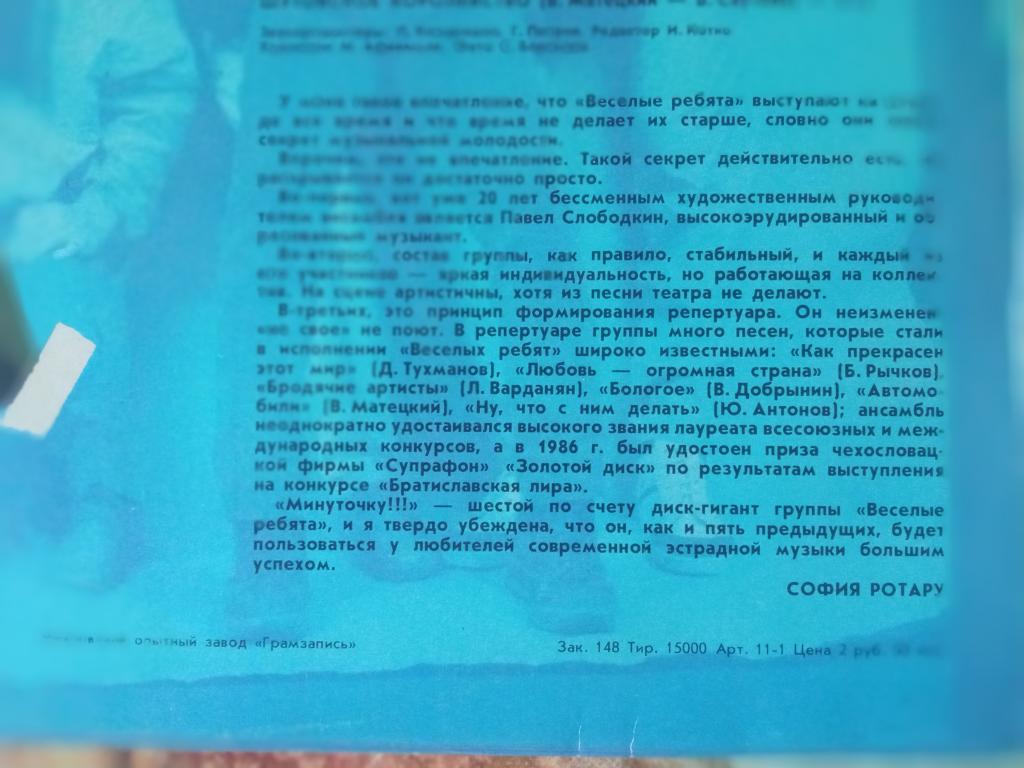 (В. Матецкий — В.
Редактор И. Йотко
У меня такое впечатление, что «Веселые ребята» выступают на
да все время и что время не делает их старше, словно они
секрет музыкальной молодости.
Впрочем, это не впечатление. Такой секрет действительно есть,
раскрывается он достаточно просто.
Во-первых, вот уже 20 лет бессменным художественным руководи-
телем ансамбля является Павел Слободкин, высокоэрудированный и об-
разованный музыкант.
Во-вторых, состав группы, как правило, стабильный, и каждый из
его участников — яркая индивидуальность, но работающая на коллек-
тив. На сцене артистичны, хотя из песни театра не делают.
В-третьих, это принцип формирования репертуара. Он неизменен
не поют. В репертуаре группы много песен, которые стали
в исполнении «Веселых ребят» широко известными: «Как прекрасен
этот мир» (Д. Тухманов), «Любовь — огромная страна» (Б. Рычков),
«Бродячие артисты» (Л. Варданян), «Бологое» (В. Добрынин), «Автомо-
били» (В. Матецкий), «Ну, что с ним делать» (Ю. Антонов); ансамбль
неоднократно удостаивался высокого звания лауреата всесоюзных и меж-
дународных конкурсов, а в 1986 г. был удостоен приза чехословац-
кой фирмы «Супрафон» «Золотой диск» по результатам выступления
на конкурсе «Братиславская лира».
«Минуточку!!!» — шестой по счету диск-гигант группы «Веселые
ребята», и я твердо убеждена, что он, как и пять предыдущих, будет
пользоваться у любителей современной эстрадной музыки большим
успехом.
СОФИЯ РОТАРУ
опытный завод «Грамзапись»
Зак. 148 Тир. 15000 Арт. 11-1 Цена 2 руб.